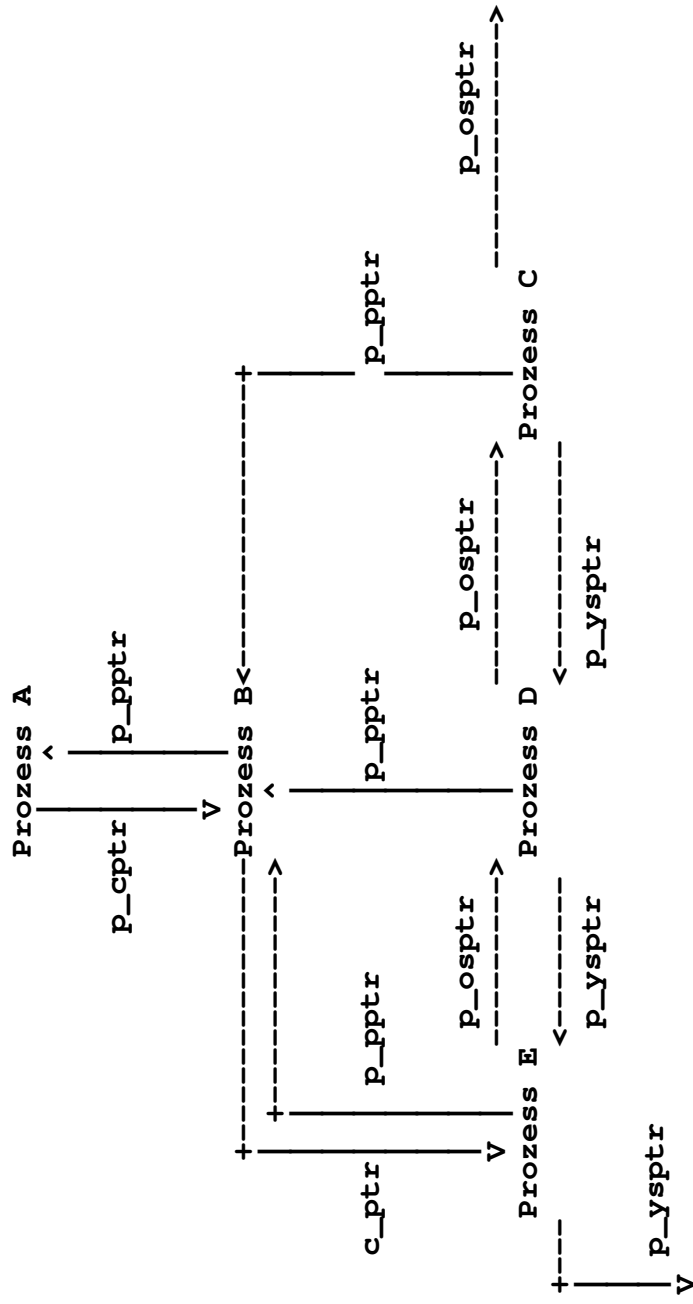 Prozess A
p_cptr p_pptr
Prozess B
c_ptr p_pptr p_pptr p_pptr
p_osptr p_osptr p_osptr
Prozess E Prozess D Prozess C
p_ysptr p_ysptr
p_ysptr